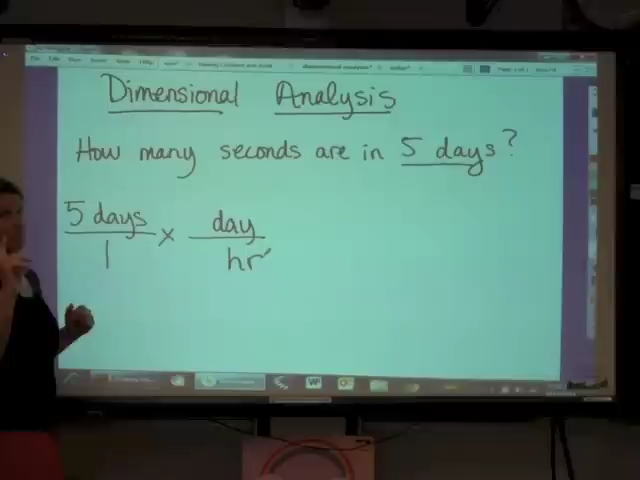 Dimensional Analysis
How many seconds are in 5 days?
5 days
1
×
day
hr